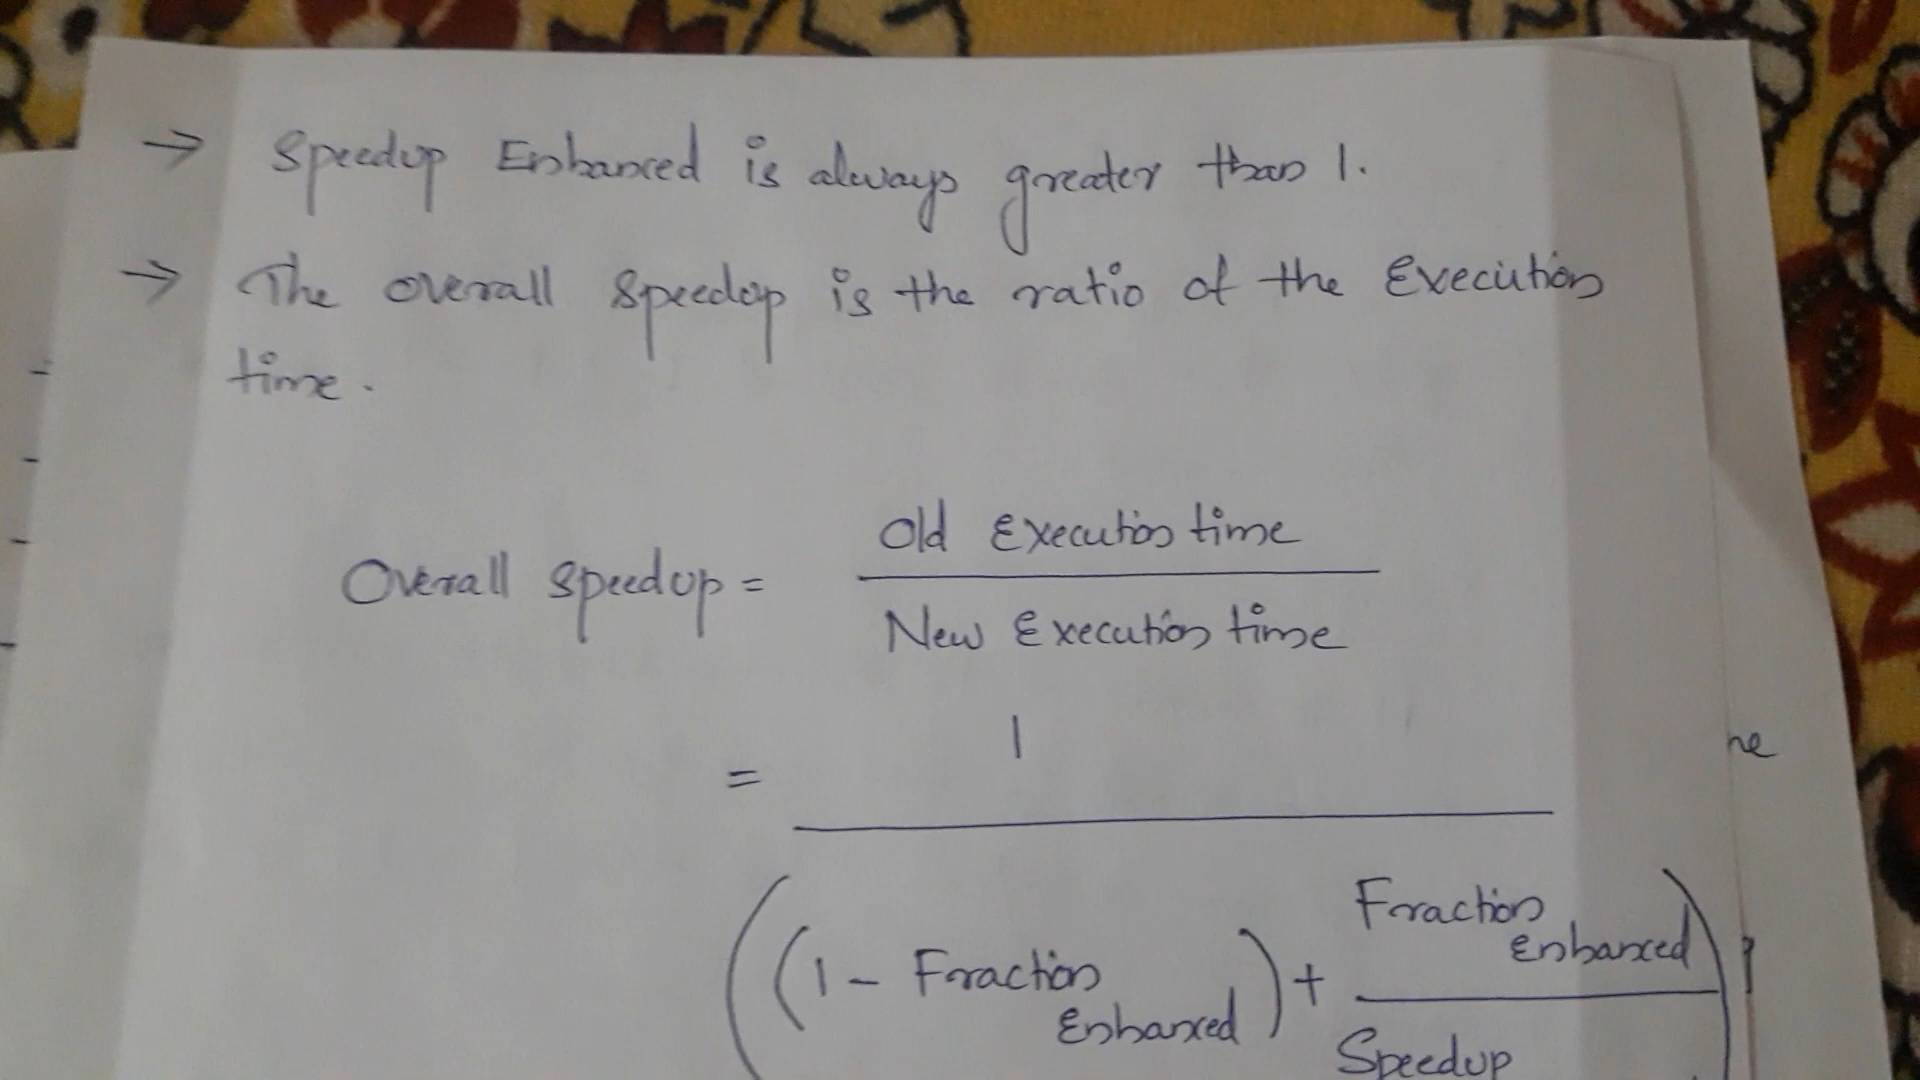 → Speedup Enhanced is always greater than 1.
→ The overall speedup is the ratio of the Execution
time.
Old Execution time
Overall speedup =
New Execution time
1
=
he
Fraction
Enhanced
(1 - Fraction
Enhanced) +
Speedup